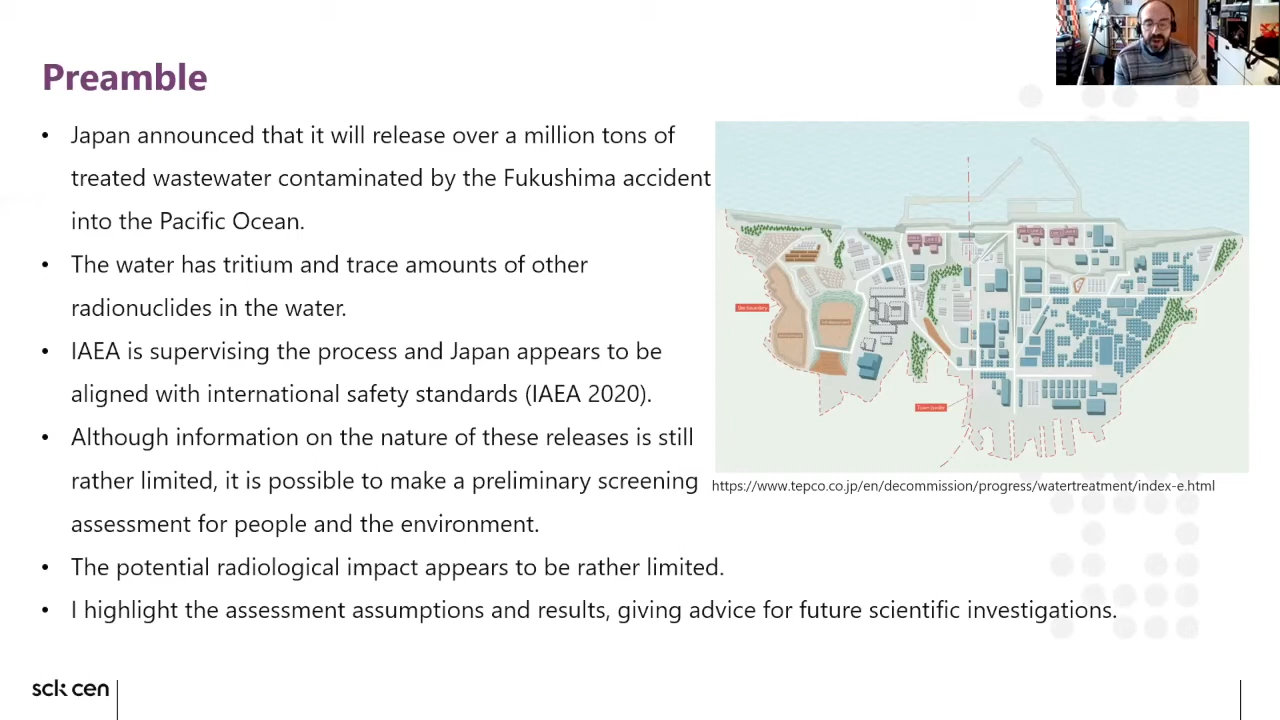 Preamble
• Japan announced that it will release over a million tons of
treated wastewater contaminated by the Fukushima accident
into the Pacific Ocean.
• The water has tritium and trace amounts of other
radionuclides in the water.
• IAEA is supervising the process and Japan appears to be
aligned with international safety standards (IAEA 2020).
• Although information on the nature of these releases is still
rather limited, it is possible to make a preliminary screening
assessment for people and the environment.
• The potential radiological impact appears to be rather limited.
• I highlight the assessment assumptions and results, giving advice for future scientific investigations.
Site boundary
Town border
https://www.tepco.co.jp/en/decommission/progress/watertreatment/index-e.html
sck cen